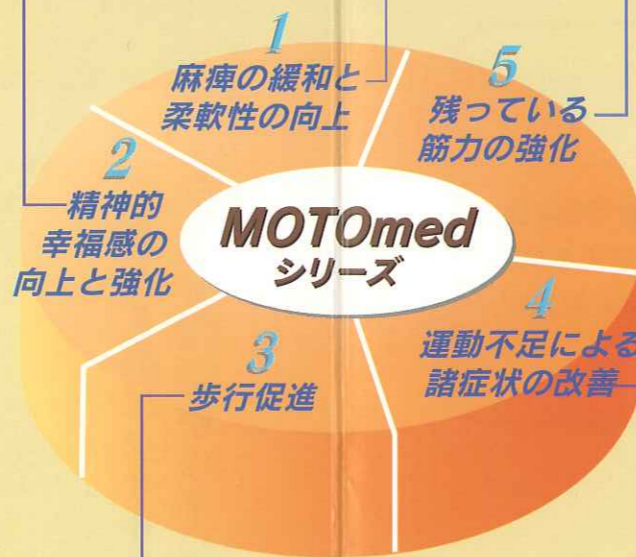 1
麻痺の緩和と
柔軟性の向上
2
精神的
幸福感の
向上と強化
3
歩行促進
4
運動不足による
諸症状の改善
5
残っている
筋力の強化
MOTOmed
シリーズ